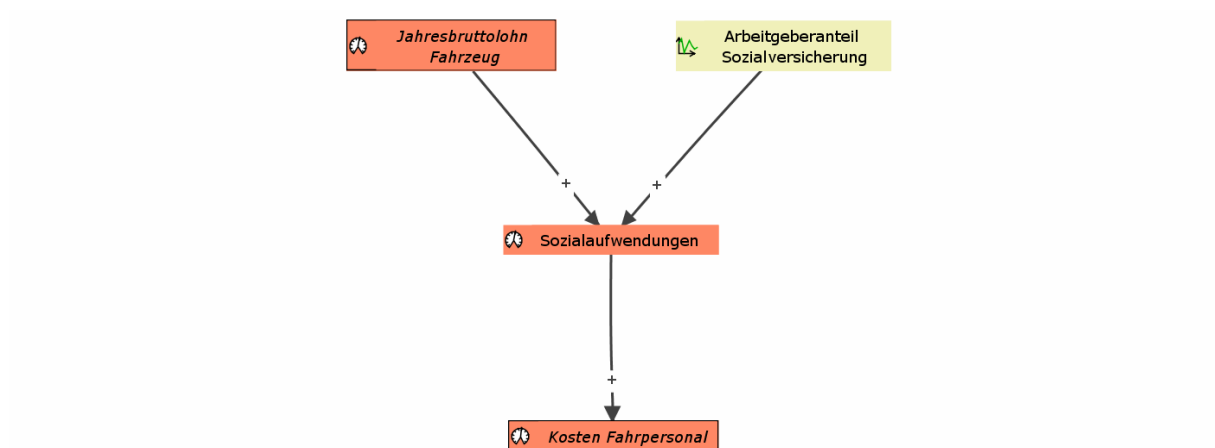 Jahresbruttolohn
Fahrzeug
Arbeitgeberanteil
Sozialversicherung
+
+
Sozialaufwendungen
+
Kosten Fahrpersonal